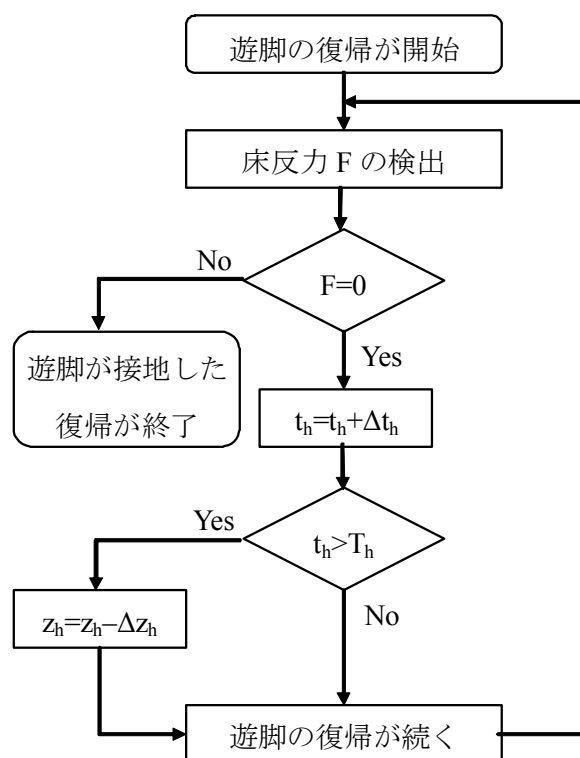 遊脚の復帰が開始
床反力 F の検出
No
F=0
遊脚が接地した
復帰が終了
Yes
tₕ=tₕ+Δtₕ
Yes
tₕ>Tₕ
No
zₕ=zₕ–Δzₕ
遊脚の復帰が続く